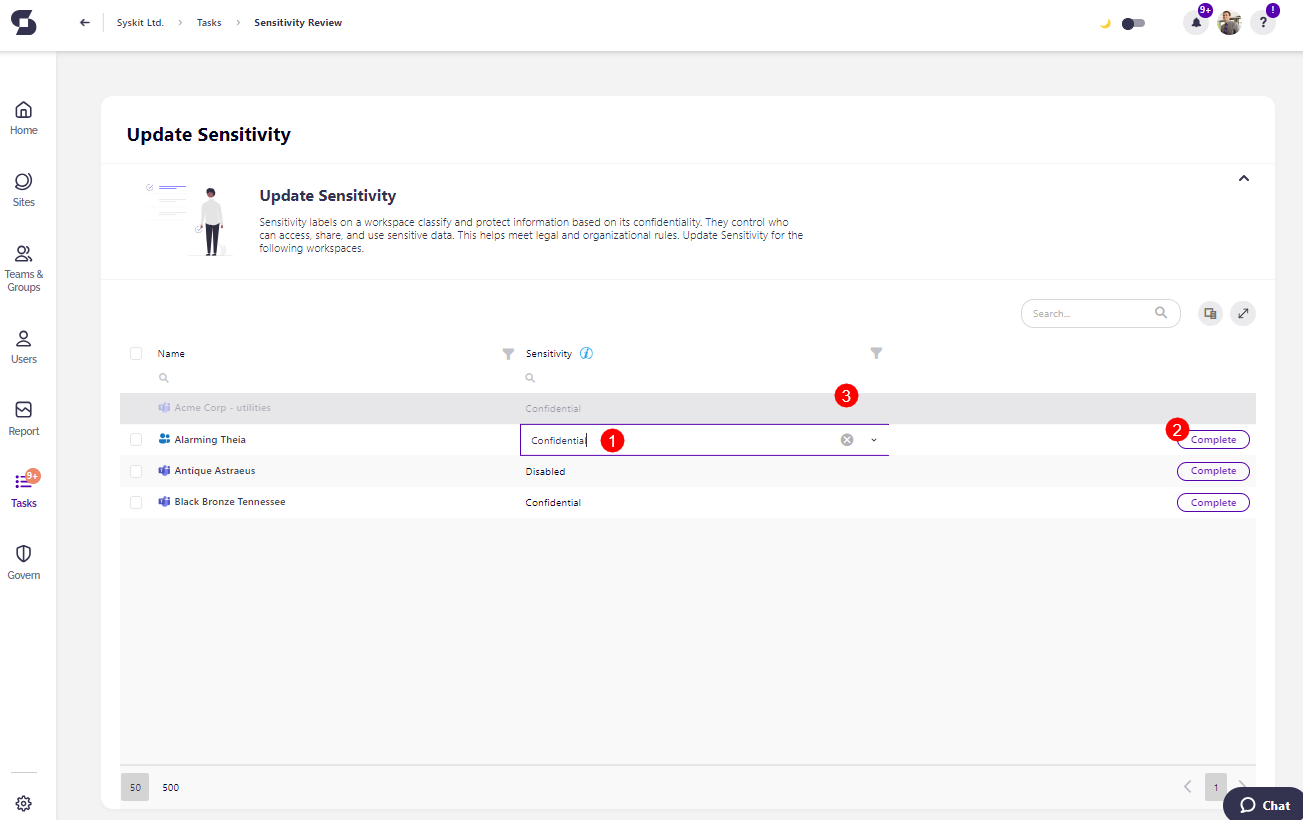 Syskit Ltd. > Tasks > Sensitivity Review
9+
?
!
Home
Sites
Teams &
Groups
Users
Report
9+
Tasks
Govern
Update Sensitivity
Update Sensitivity
Sensitivity labels on a workspace classify and protect information based on its confidentiality. They control who
can access, share, and use sensitive data. This helps meet legal and organizational rules. Update Sensitivity for the
following workspaces.
Search...
Name
Sensitivity i
Acme Corp - utilities
Confidential
3
Alarming Theia
Confidential
1
2
Complete
Antique Astraeus
Disabled
Complete
Black Bronze Tennessee
Confidential
Complete
50 500
1
Chat